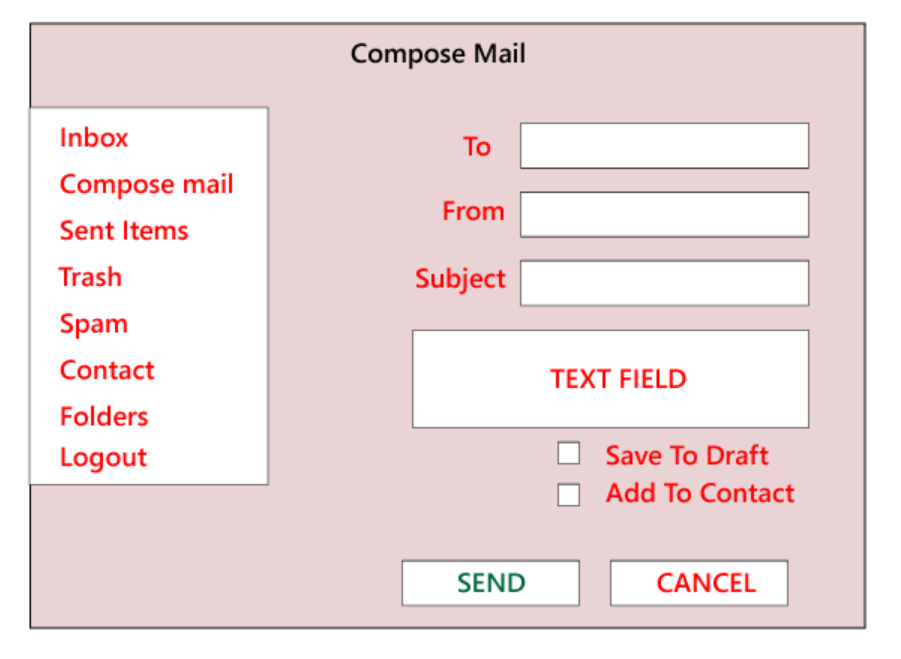 Compose Mail
Inbox
Compose mail
Sent Items
Trash
Spam
Contact
Folders
Logout
To
From
Subject
TEXT FIELD
Save To Draft
Add To Contact
SEND
CANCEL